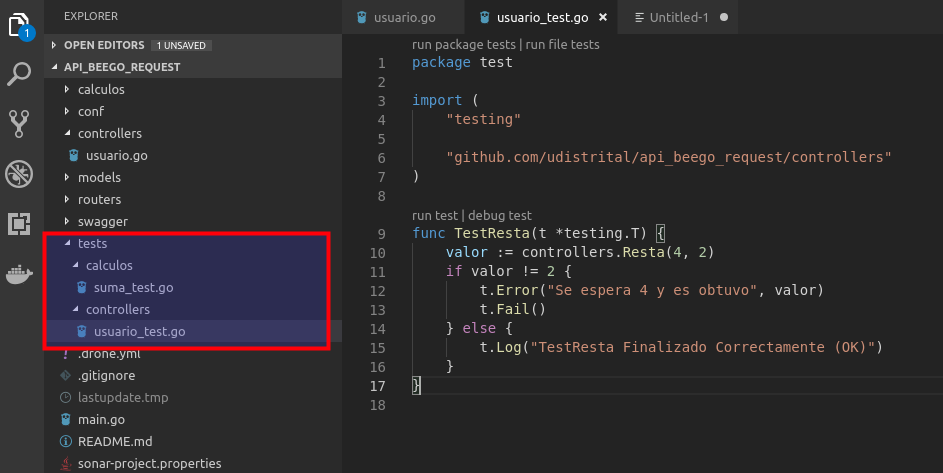 1
EXPLORER
OPEN EDITORS 1 UNSAVED
API_BEEGO_REQUEST
calculos
conf
controllers
usuario.go
models
routers
swagger
tests
calculos
suma_test.go
controllers
usuario_test.go
.drone.yml
.gitignore
lastupdate.tmp
main.go
README.md
sonar-project.properties
usuario.go
usuario_test.go
Untitled-1
run package tests | run file tests
1 package test
2
3 import (
4 "testing"
5
6 "github.com/udistrital/api_beego_request/controllers"
7 )
8
run test | debug test
9 func TestResta(t *testing.T) {
10 valor := controllers.Resta(4, 2)
11 if valor != 2 {
12 t.Error("Se espera 4 y es obtuvo", valor)
13 t.Fail()
14 } else {
15 t.Log("TestResta Finalizado Correctamente (OK)")
16 }
17 }
18